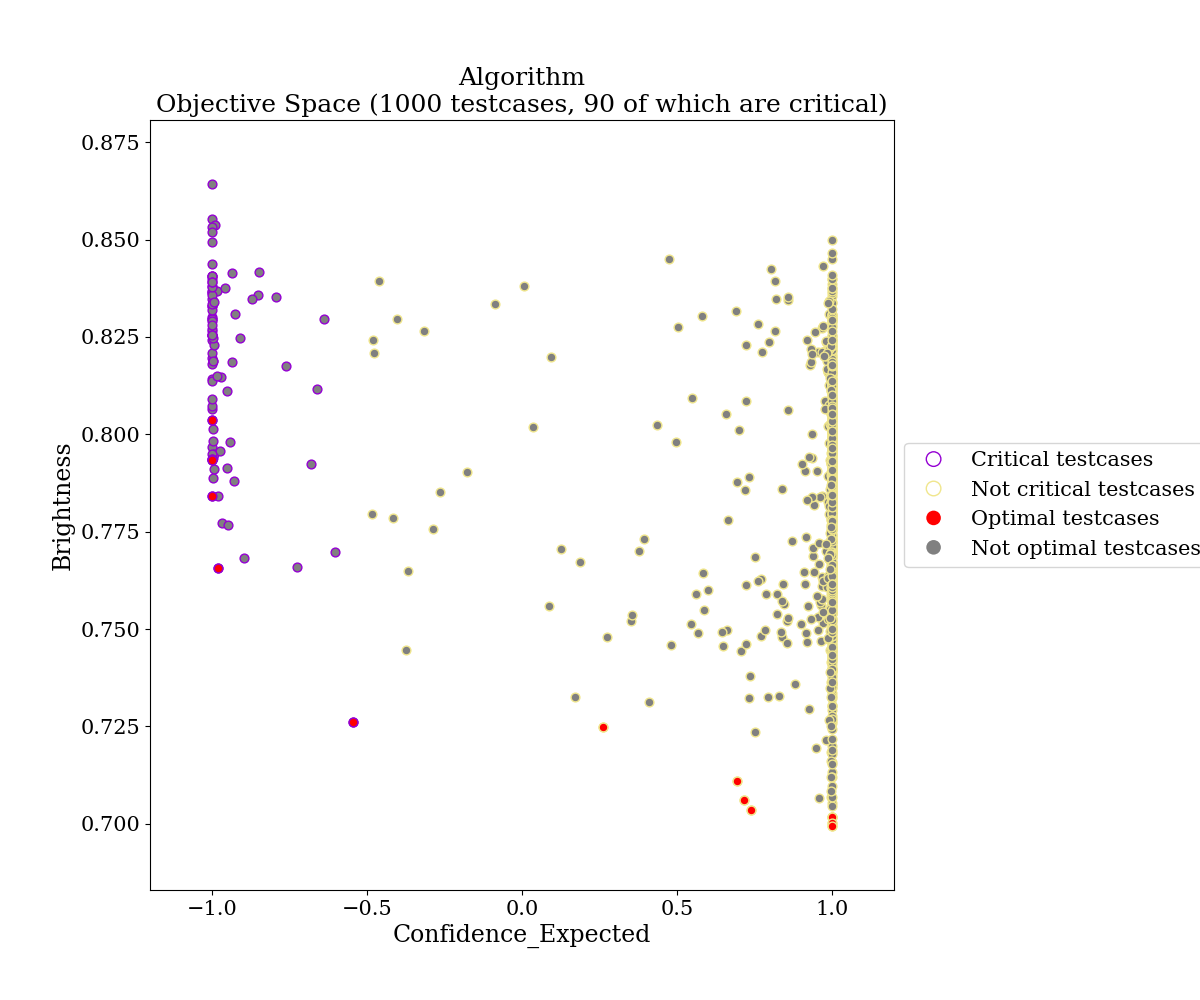 Algorithm
Objective Space (1000 testcases, 90 of which are critical)
0.875
0.850
0.825
0.800
0.775
0.750
0.725
0.700
Brightness
−1.0
−0.5
0.0
0.5
1.0
Confidence_Expected
Critical testcases
Not critical testcases
Optimal testcases
Not optimal testcases